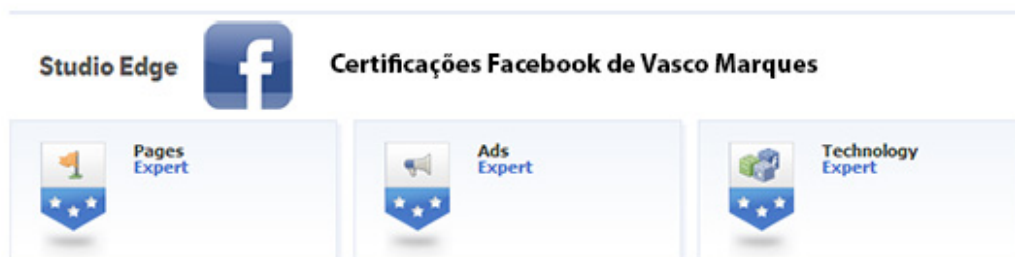 Studio Edge
Certificações Facebook de Vasco Marques
Pages
Expert
Ads
Expert
Technology
Expert